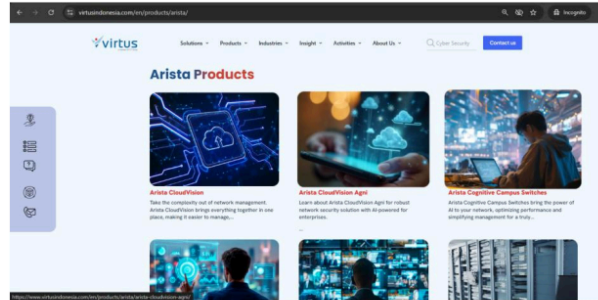 virtusindonesia.com/en/products/arista/
Incognito
virtus
Solutions
Products
Industries
Insight
Activities
About Us
Cyber Security
Contact us
Arista Products
Arista CloudVision
Take the complexity out of network management.
Arista CloudVision brings everything together in one
place, making it easier to manage,...
Arista CloudVision Agni
Learn about Arista CloudVision Agni for robust
network security solution with AI-powered for
enterprises.
...
Arista Cognitive Campus Switches
Arista Cognitive Campus Switches bring the power of
AI to your network, optimizing performance and
simplifying management for a truly...
https://www.virtusindonesia.com/en/products/arista/arista-cloudvision-agni/